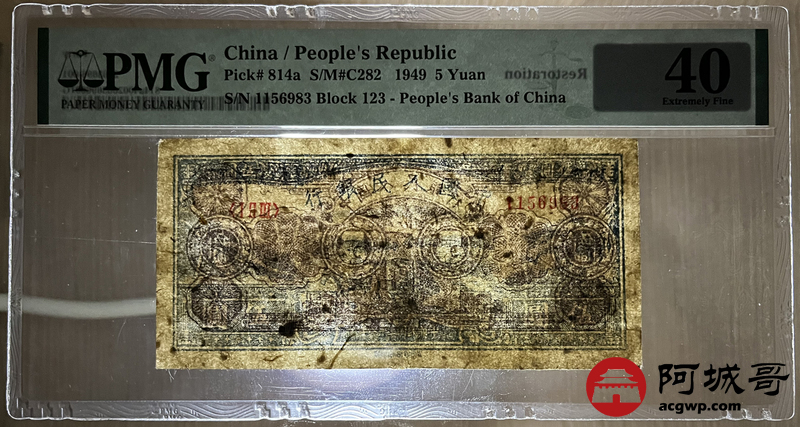 PMG
PAPER MONEY GUARANTY
China / People's Republic
Pick# 814a S/M#C282 1949 5 Yuan
S/N 1156983 Block 123 - People's Bank of China
Restoration
40
Extremely Fine
1156983
阿城哥
acgwp.com